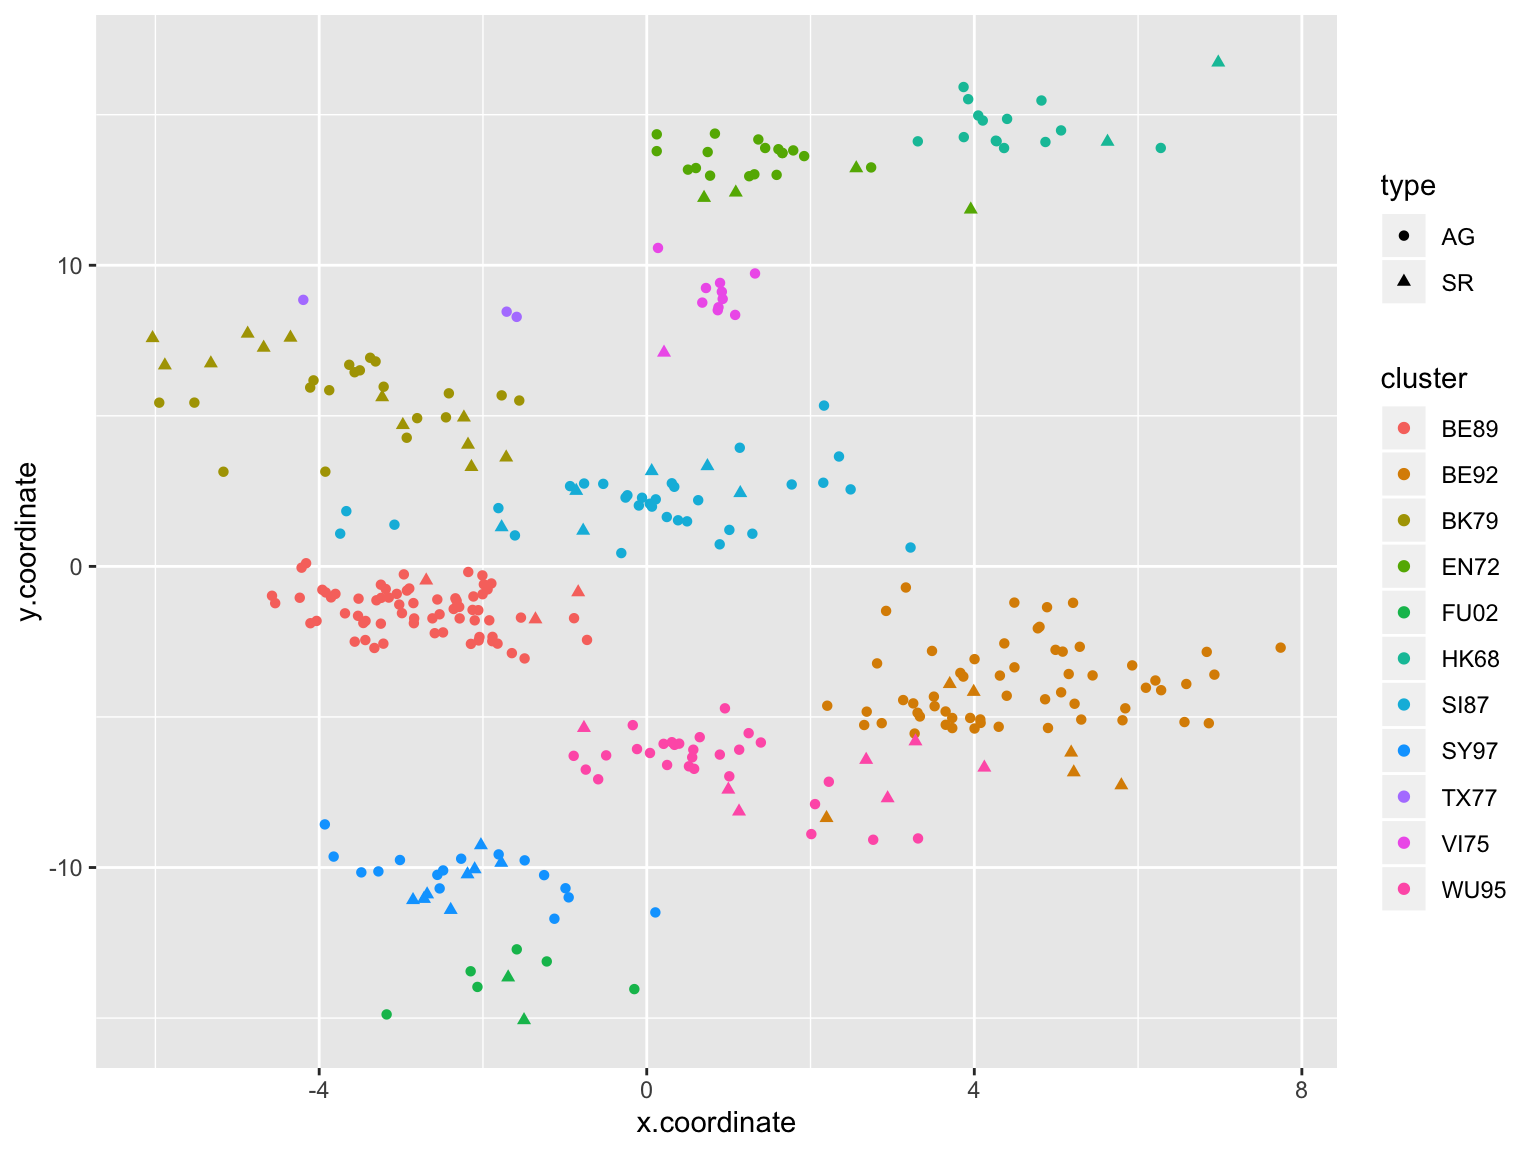 type
AG
SR
cluster
BE89
BE92
BK79
EN72
FU02
HK68
SI87
SY97
TX77
VI75
WU95
y.coordinate
10
0
-10
-4
0
4
8
x.coordinate